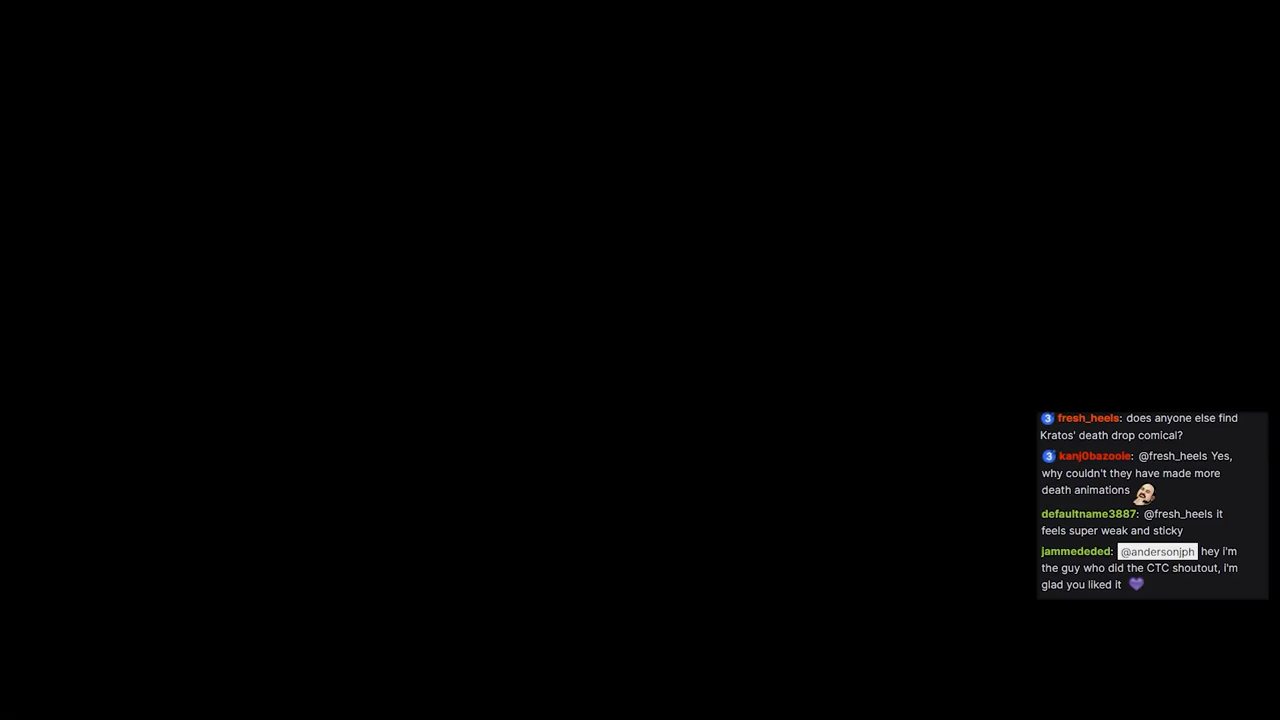 3 fresh_heels: does anyone else find
Kratos' death drop comical?
3 kanj0bazooie: @fresh_heels Yes,
why couldn't they have made more
death animations
defaultname3887: @fresh_heels it
feels super weak and sticky
jammededed: @andersonjph hey i'm
the guy who did the CTC shoutout, i'm
glad you liked it